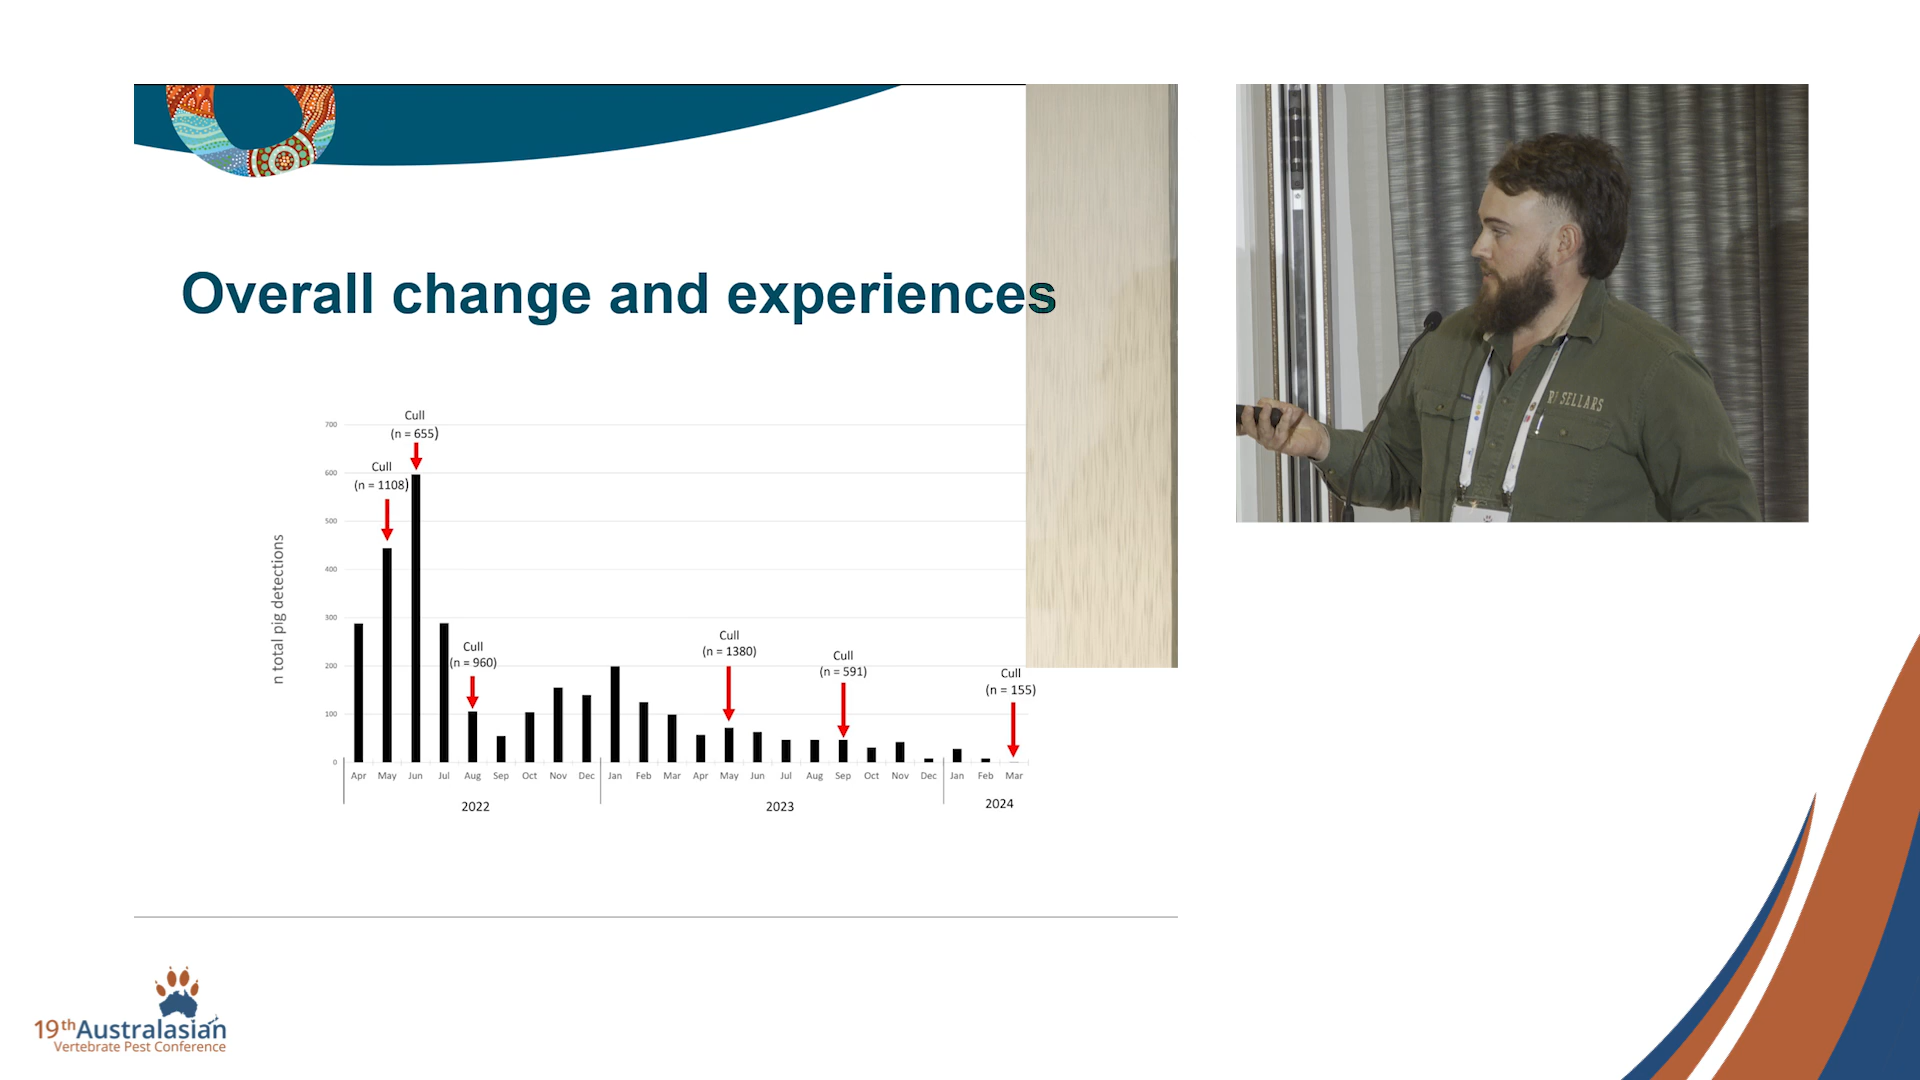 Overall change and experiences
Cull
(n = 655)
Cull
(n = 1108)
Cull
(n = 960)
Cull
(n = 1380)
Cull
(n = 591)
Cull
(n = 155)
n total pig detections
700
600
500
400
300
200
100
0
Apr May Jun Jul Aug Sep Oct Nov Dec Jan Feb Mar Apr May Jun Jul Aug Sep Oct Nov Dec Jan Feb Mar
2022 2023 2024
SELLARS
19th Australasian
Vertebrate Pest Conference